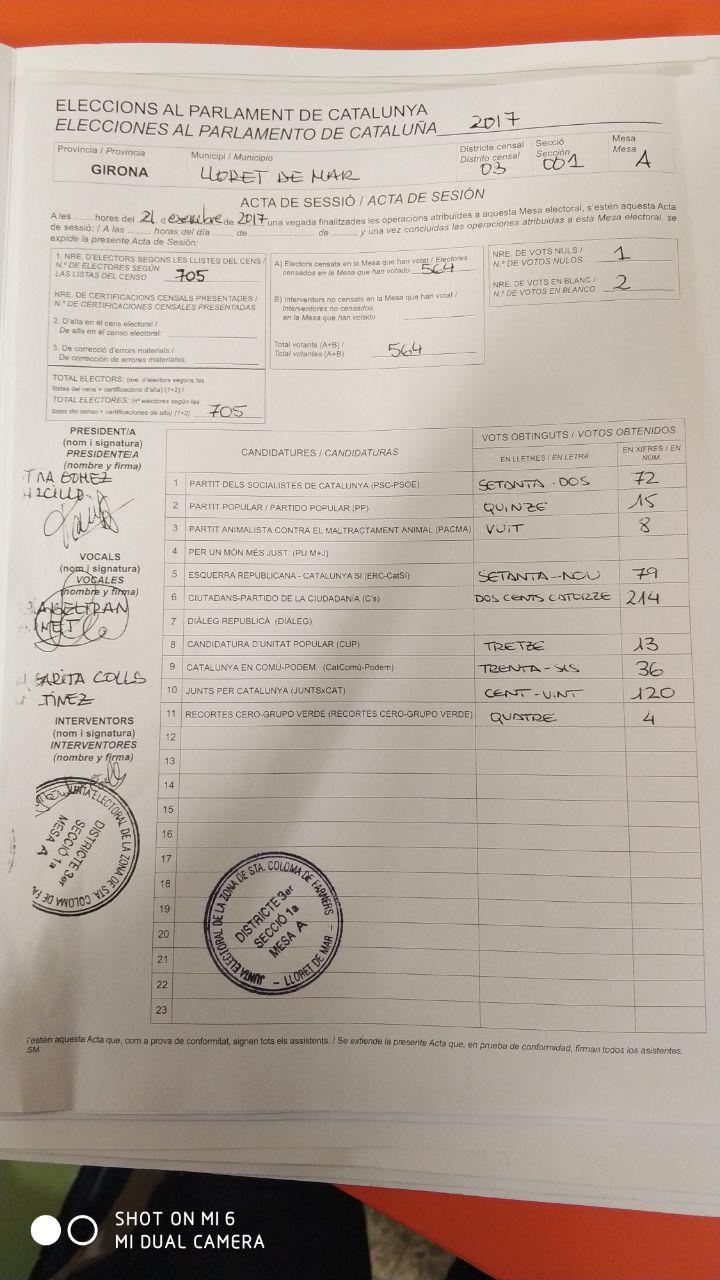 ELECCIONS AL PARLAMENT DE CATALUNYA
ELECCIONES AL PARLAMENTO DE CATALUÑA 2017
Província / Provincia
GIRONA
Municipi / Municipio
LLORET DE MAR
Districte censal
Distrito censal
03
Secció
Sección
001
Mesa
Mesa
A
ACTA DE SESSIÓ / ACTA DE SESIÓN
A les ........ hores del 21 d desembre de 2017, una vegada finalitzades les operacions atribuïdes a aquesta Mesa electoral, s'estén aquesta Acta
de sessió: / A las ......... horas del día ....... de .................... de ........, y una vez concluidas las operaciones atribuidas a esta Mesa electoral, se
expide la presente Acta de Sesión:
1. NRE. D'ELECTORS SEGONS LES LLISTES DEL CENS /
N.º DE ELECTORES SEGÚN
LAS LISTAS DEL CENSO 705
NRE. DE CERTIFICACIONS CENSALS PRESENTADES /
N.º DE CERTIFICACIONES CENSALES PRESENTADAS
2. D'alta en el cens electoral /
De alta en el censo electoral:
3. De correcció d'errors materials /
De corrección de errores materiales:
TOTAL ELECTORS: (nre. d'electors segons les
llistes del cens + certificacions d'alta) (1+2) /
TOTAL ELECTORES: (nº electores según las
listas del censo + certificaciones de alta) (1+2) 705
A) Electors censats en la Mesa que han votat / Electores
censados en la Mesa que han votado 564
B) Interventors no censats en la Mesa que han votat /
Interventores no censados
en la Mesa que han votado
Total votants (A+B) /
Total votantes (A+B) 564
NRE. DE VOTS NULS /
N.º DE VOTOS NULOS 1
NRE. DE VOTS EN BLANC /
N.º DE VOTOS EN BLANCO 2
PRESIDENT/A
(nom i signatura)
PRESIDENTE/A
(nombre y firma)
GOMEZ
VOCALS
(nom i signatura)
VOCALES
(nombre y firma)
COLLS
INTERVENTORS
(nom i signatura)
INTERVENTORES
(nombre y firma)
CANDIDATURES / CANDIDATURAS
VOTS OBTINGUTS / VOTOS OBTENIDOS
EN LLETRES / EN LETRA
EN XIFRES / EN NÚM.
1 PARTIT DELS SOCIALISTES DE CATALUNYA (PSC-PSOE) SETANTA-DOS 72
2 PARTIT POPULAR / PARTIDO POPULAR (PP) QUINZE 15
3 PARTIT ANIMALISTA CONTRA EL MALTRACTAMENT ANIMAL (PACMA) VUIT 8
4 PER UN MÓN MÉS JUST (PU M+J)
5 ESQUERRA REPUBLICANA - CATALUNYA SI (ERC-CatSí) SETANTA-NOU 79
6 CIUTADANS-PARTIDO DE LA CIUDADANÍA (C's) DOS CENTS CATORZE 214
7 DIÀLEG REPUBLICÀ (DIÀLEG)
8 CANDIDATURA D'UNITAT POPULAR (CUP) TRETZE 13
9 CATALUNYA EN COMÚ-PODEM (CatComú-Podem) TRENTA-SIS 36
10 JUNTS PER CATALUNYA (JUNTSxCAT) CENT-VINT 120
11 RECORTES CERO-GRUPO VERDE (RECORTES CERO-GRUPO VERDE) QUATRE 4
12
13
14
15
16
17
18
19
20
21
22
23
JUNTA ELECTORAL DE LA ZONA DE STA. COLOMA DE FA
DISTRICTE 3er
SECCIÓ 1a
MESA A
JUNTA ELECTORAL DE LA ZONA DE STA. COLOMA DE FARNERS
DISTRICTE 3er
SECCIÓ 1a
MESA A
- LLORET DE MAR -
s'estén aquesta Acta que, com a prova de conformitat, signen tots els assistents. / Se extiende la presente Acta que, en prueba de conformidad, firman todos los asistentes.
.SM
SHOT ON MI 6
MI DUAL CAMERA